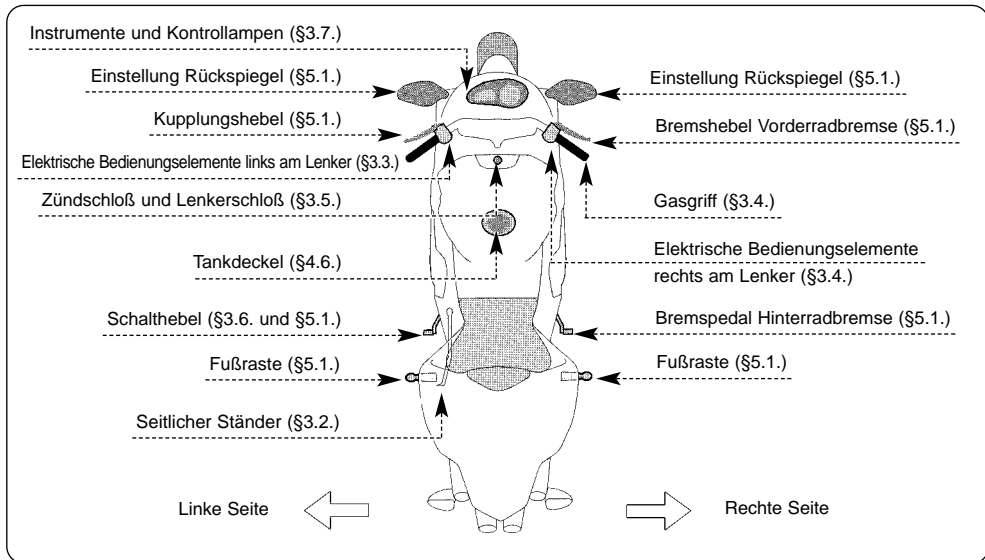 Instrumente und Kontrollampen (§3.7.)
Einstellung Rückspiegel (§5.1.)
Kupplungshebel (§5.1.)
Elektrische Bedienungselemente links am Lenker (§3.3.)
Zündschloß und Lenkerschloß (§3.5.)
Tankdeckel (§4.6.)
Schalthebel (§3.6. und §5.1.)
Fußraste (§5.1.)
Seitlicher Ständer (§3.2.)
Linke Seite
Einstellung Rückspiegel (§5.1.)
Bremshebel Vorderradbremse (§5.1.)
Gasgriff (§3.4.)
Elektrische Bedienungselemente
rechts am Lenker (§3.4.)
Bremspedal Hinterradbremse (§5.1.)
Fußraste (§5.1.)
Rechte Seite